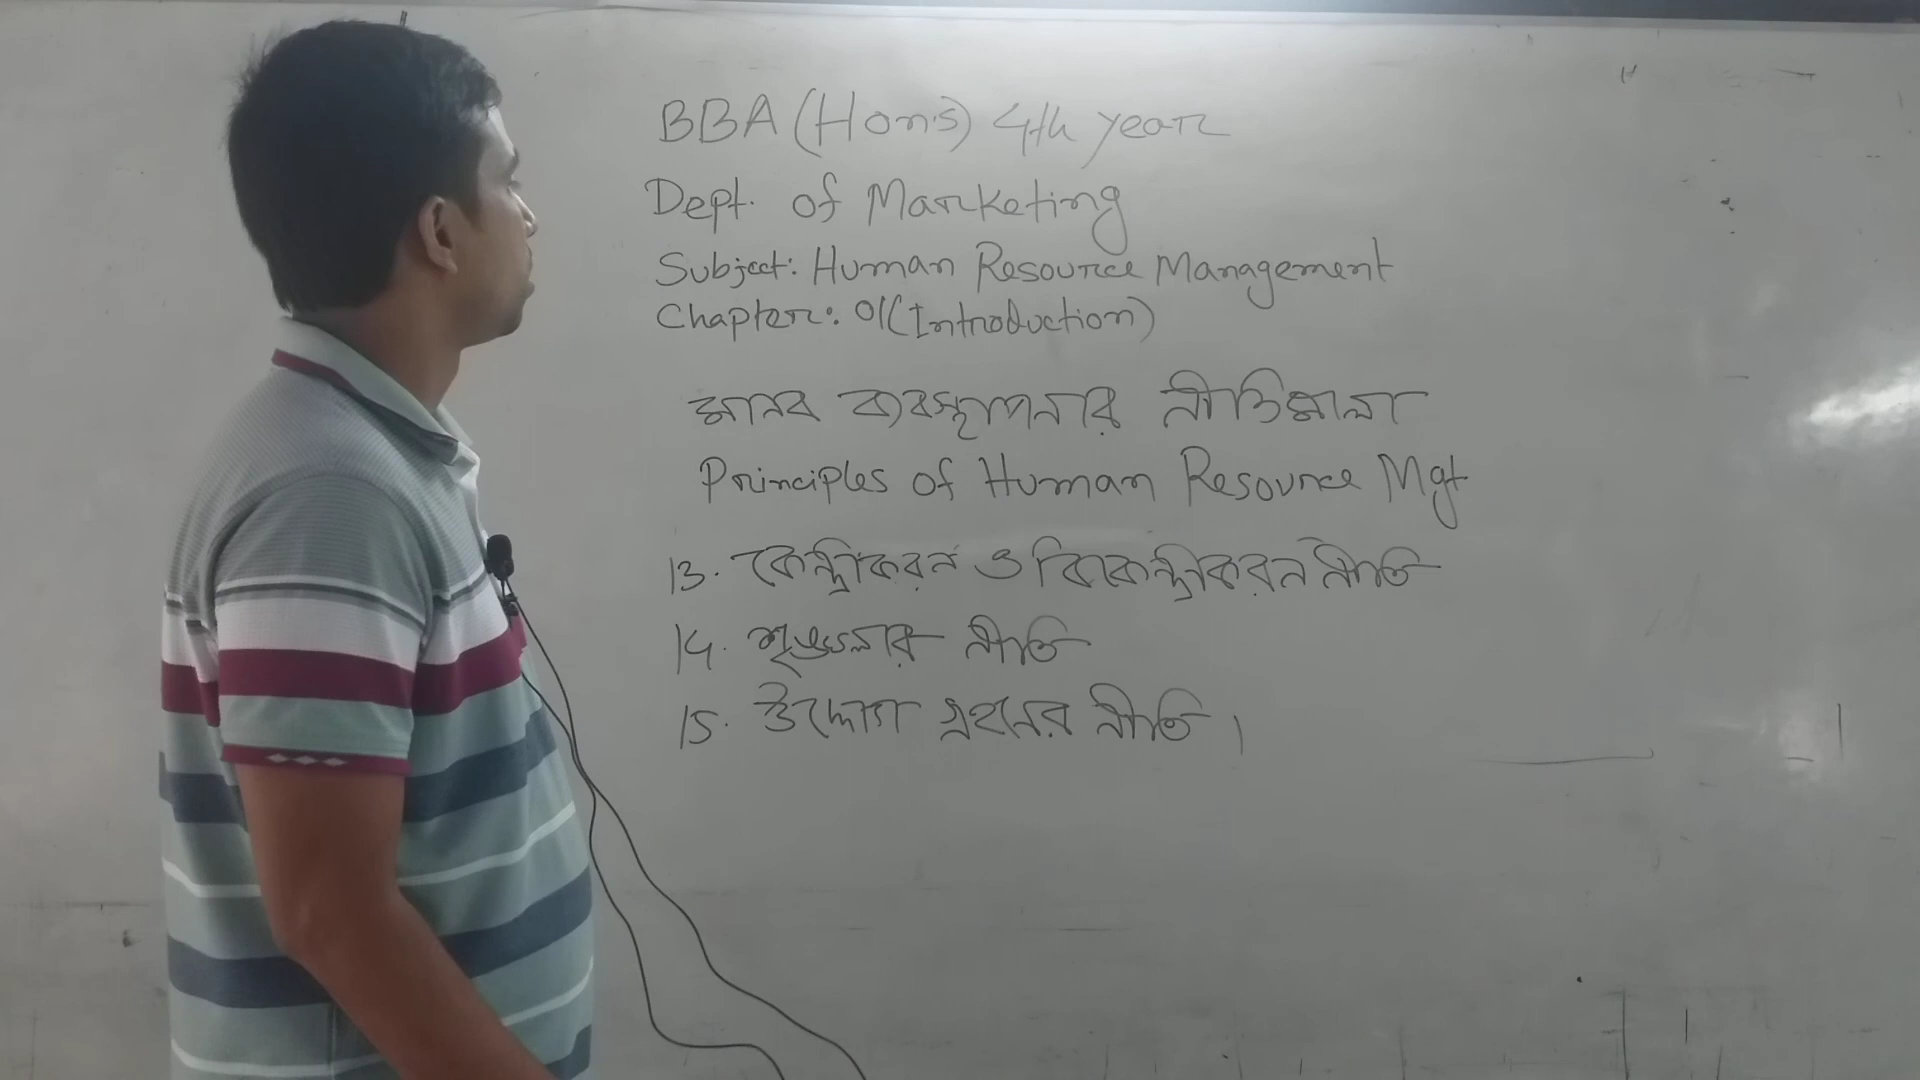 BBA (Hons) 4th year
Dept. of Marketing
Subject: Human Resource Management
Chapter: 01 (Introduction)
মানব ব্যবস্থাপনার নীতিমালা
Principles of Human Resource Mgt
13. কেন্দ্রীকরন ও বিকেন্দ্রীকরন নীতি
14. শৃঙ্খলার নীতি
15. উদ্দ্যোগ গ্রহনের নীতি।